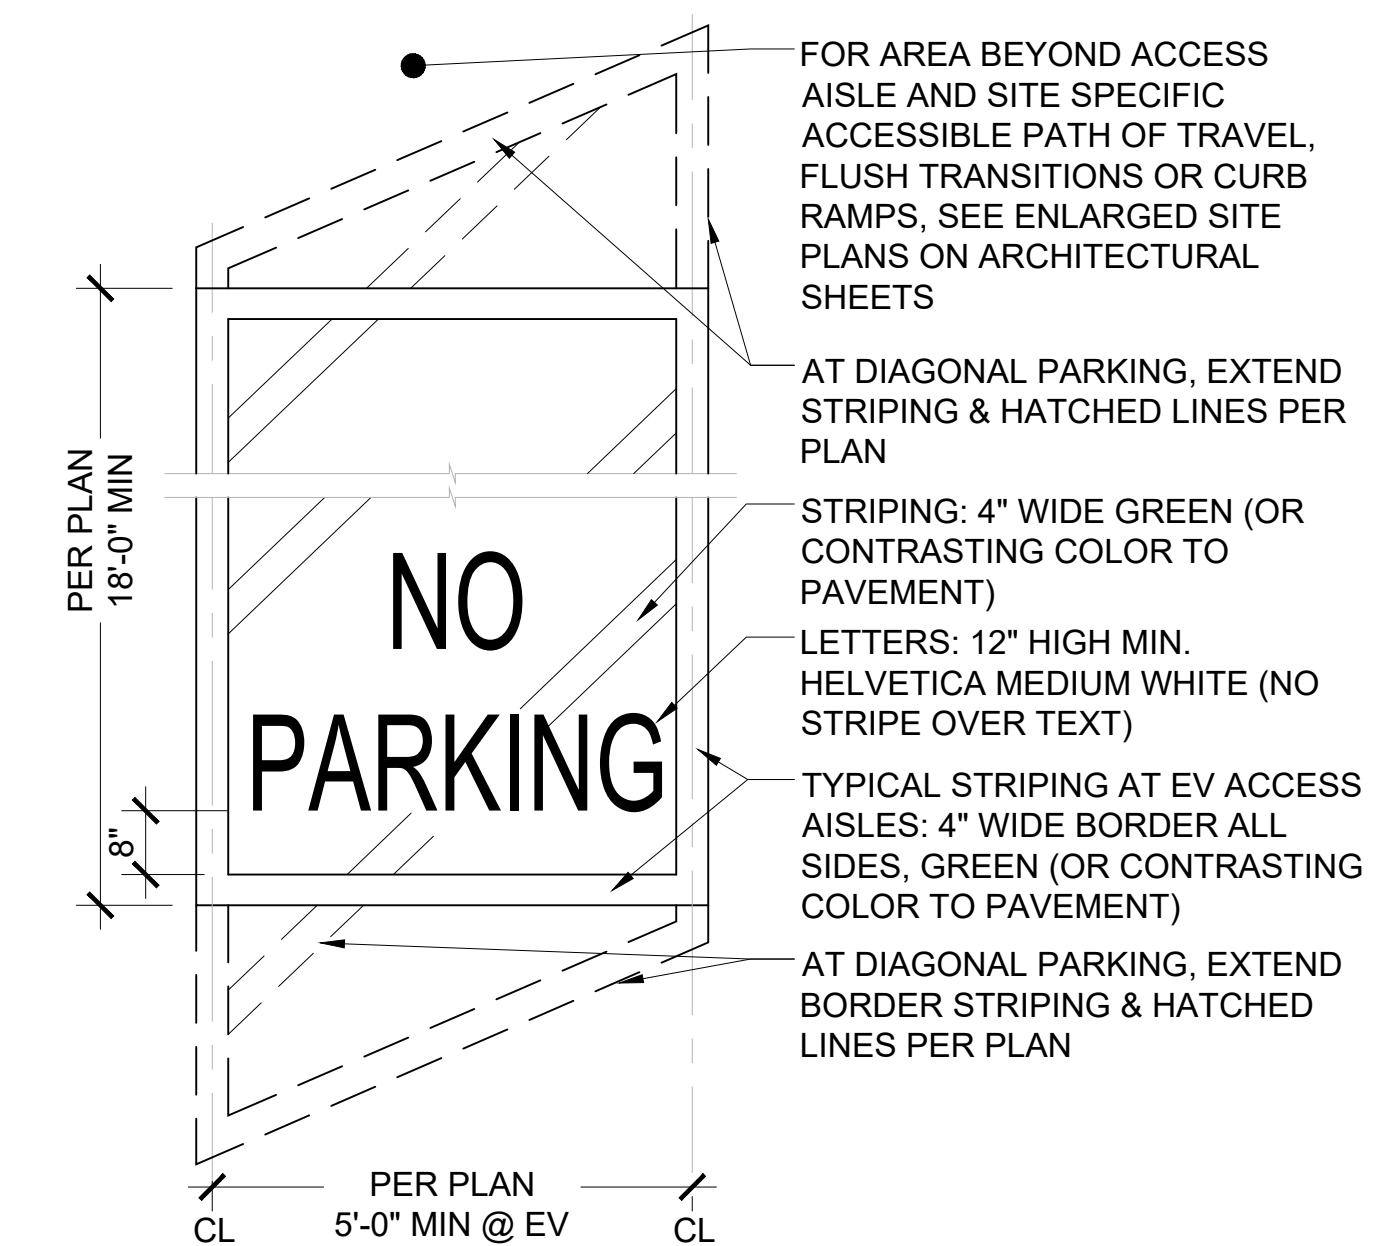 FOR AREA BEYOND ACCESS
AISLE AND SITE SPECIFIC
ACCESSIBLE PATH OF TRAVEL,
FLUSH TRANSITIONS OR CURB
RAMPS, SEE ENLARGED SITE
PLANS ON ARCHITECTURAL
SHEETS
AT DIAGONAL PARKING, EXTEND
STRIPING & HATCHED LINES PER
PLAN
STRIPING: 4" WIDE GREEN (OR
CONTRASTING COLOR TO
PAVEMENT)
LETTERS: 12" HIGH MIN.
HELVETICA MEDIUM WHITE (NO
STRIPE OVER TEXT)
TYPICAL STRIPING AT EV ACCESS
AISLES: 4" WIDE BORDER ALL
SIDES, GREEN (OR CONTRASTING
COLOR TO PAVEMENT)
AT DIAGONAL PARKING, EXTEND
BORDER STRIPING & HATCHED
LINES PER PLAN
PER PLAN
18'-0" MIN
NO
PARKING
8"
PER PLAN
5'-0" MIN @ EV
CL
CL